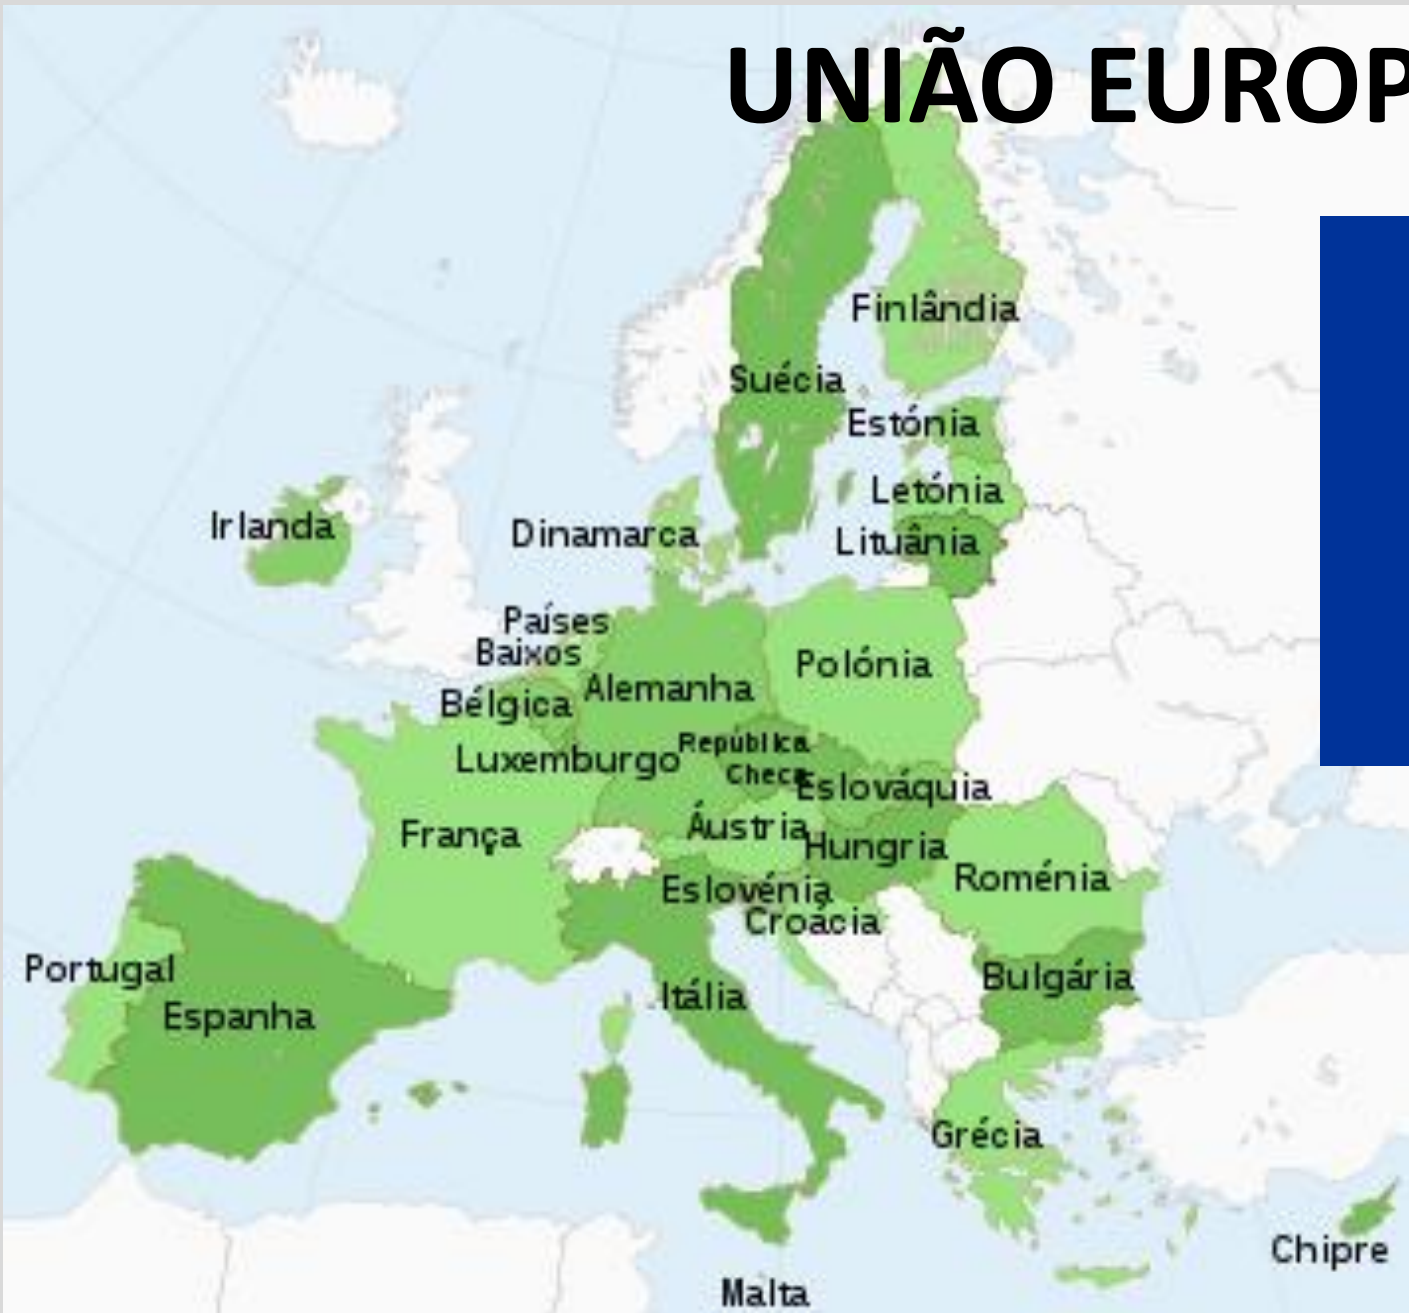 UNIÃO EUROP
Finlândia
Suécia
Estónia
Letónia
Irlanda
Dinamarca
Lituânia
Países
Baixos
Polónia
Alemanha
Bélgica
República
Checa
Luxemburgo
Eslováquia
Áustria
França
Hungria
Roménia
Eslovénia
Croácia
Portugal
Bulgária
Itália
Espanha
Grécia
Chipre
Malta